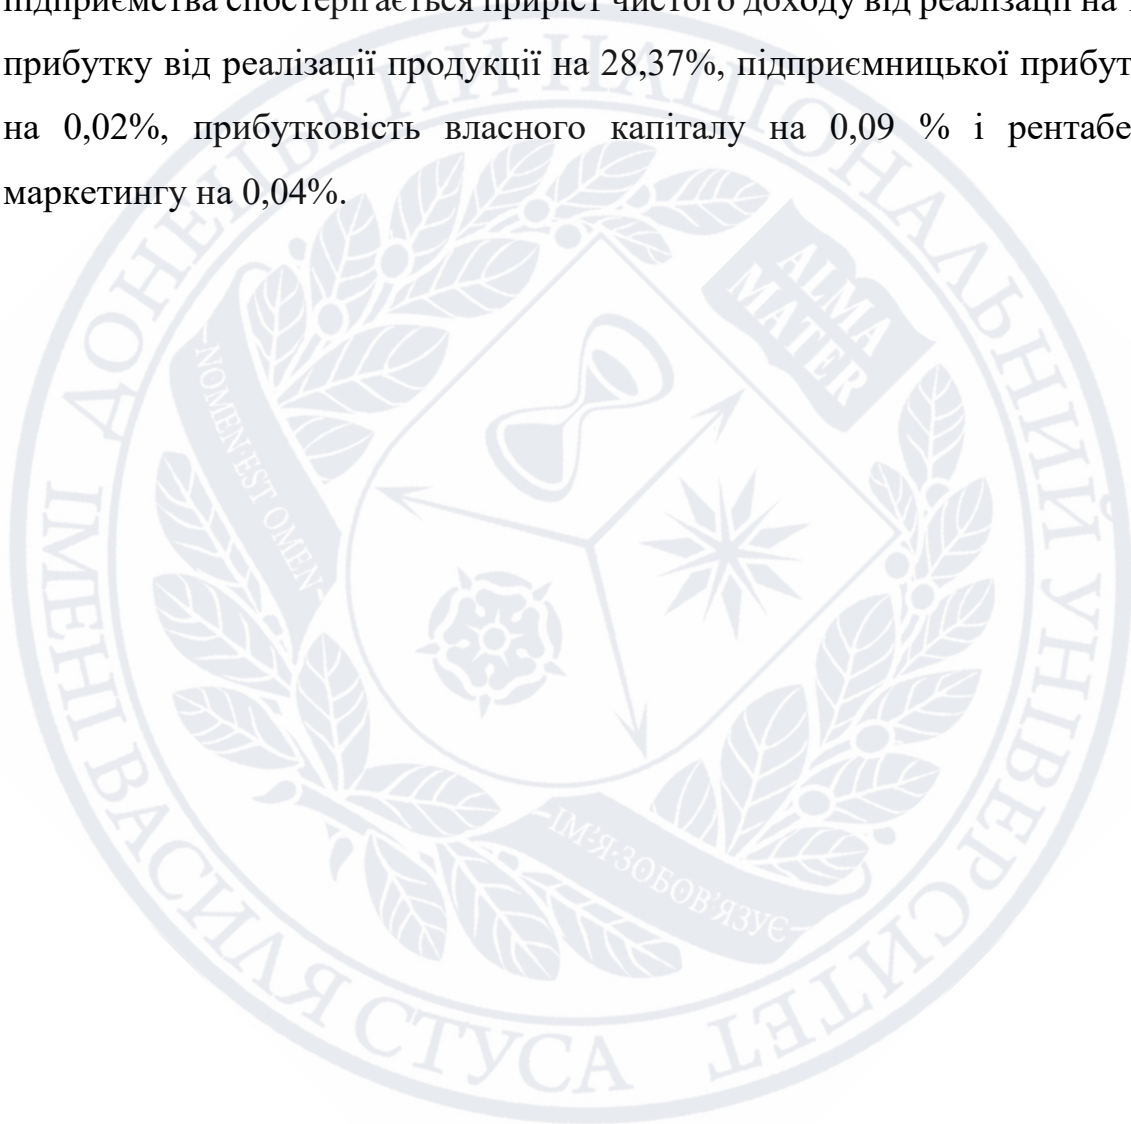 підприємства спостерігається приріст чистого доходу від реалізації на
прибутку від реалізації продукції на 28,37%, підприємницької прибут
на 0,02%, прибутковість власного капіталу на 0,09 % і рентабе
маркетингу на 0,04%.
ДОНЕЦЬКИЙ НАЦІОНАЛЬНИЙ УНІВЕРСИТЕТ
ІМЕНІ ВАСИЛЯ СТУСА
ALMA
MATER
NOMEN·EST OMEN
ІМ'Я·ЗОБОВ'ЯЗУЄ